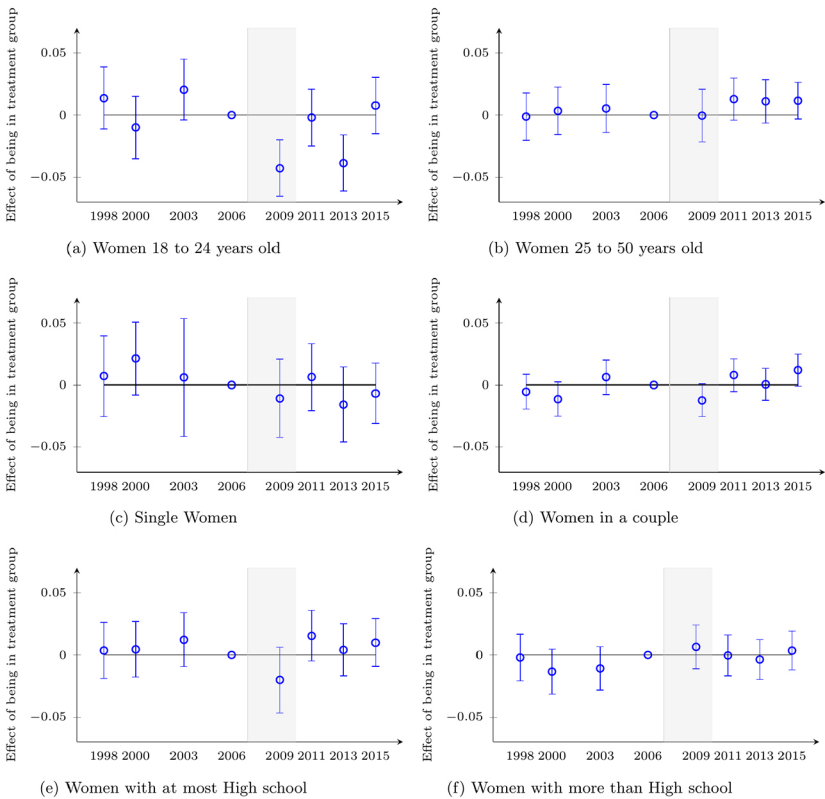 Effect of being in treatment group
0.05
0
−0.05
1998 2000 2003 2006 2009 2011 2013 2015
(a) Women 18 to 24 years old
Effect of being in treatment group
0.05
0
−0.05
1998 2000 2003 2006 2009 2011 2013 2015
(b) Women 25 to 50 years old
Effect of being in treatment group
0.05
0
−0.05
1998 2000 2003 2006 2009 2011 2013 2015
(c) Single Women
Effect of being in treatment group
0.05
0
−0.05
1998 2000 2003 2006 2009 2011 2013 2015
(d) Women in a couple
Effect of being in treatment group
0.05
0
−0.05
1998 2000 2003 2006 2009 2011 2013 2015
(e) Women with at most High school
Effect of being in treatment group
0.05
0
−0.05
1998 2000 2003 2006 2009 2011 2013 2015
(f) Women with more than High school